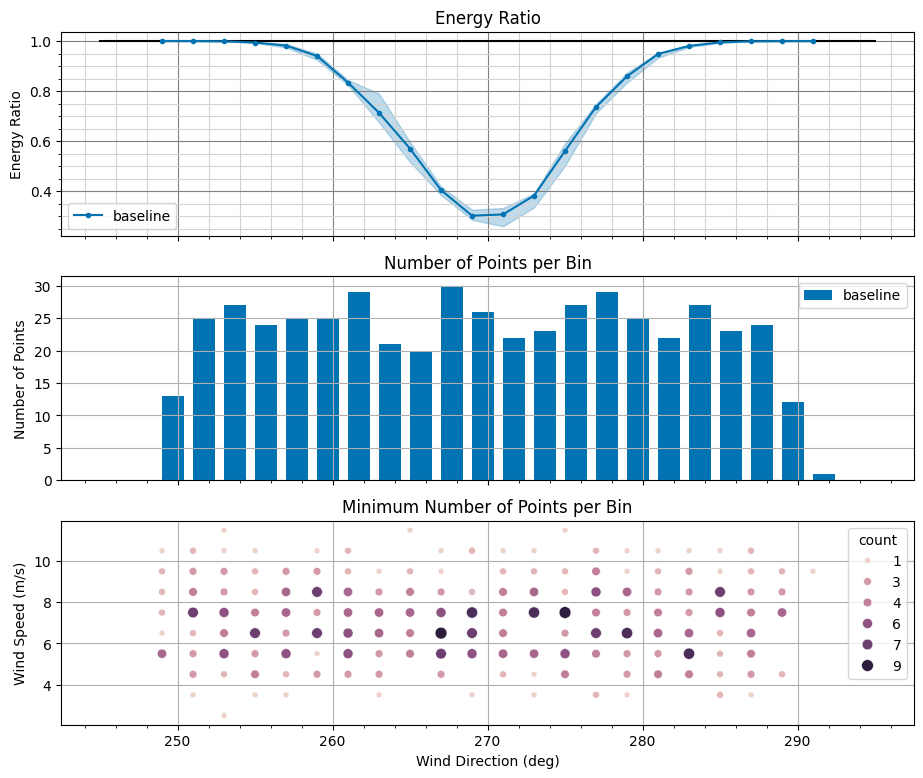 Energy Ratio
1.0
0.8
0.6
0.4
Energy Ratio
baseline
Number of Points per Bin
30
25
20
15
10
5
0
Number of Points
baseline
Minimum Number of Points per Bin
10
8
6
4
Wind Speed (m/s)
count
1
3
4
6
7
9
250
260
270
280
290
Wind Direction (deg)